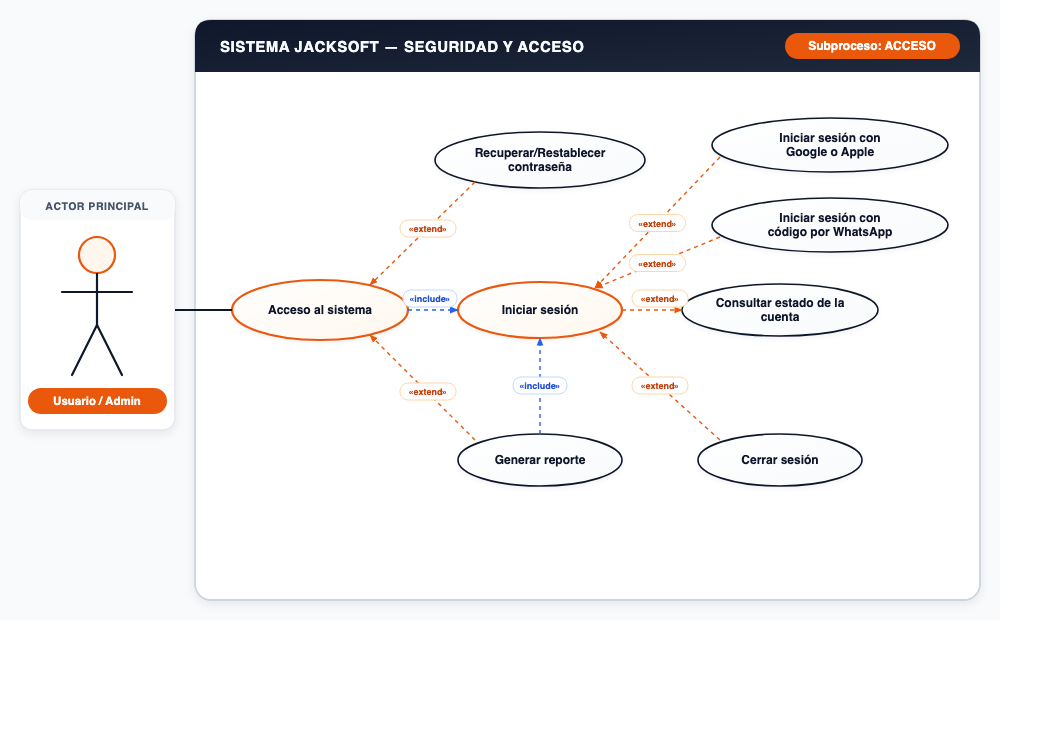 SISTEMA JACKSOFT — SEGURIDAD Y ACCESO
Subproceso: ACCESO
ACTOR PRINCIPAL
Usuario / Admin
Recuperar/Restablecer
contraseña
Iniciar sesión con
Google o Apple
Iniciar sesión con
código por WhatsApp
«extend»
«extend»
«extend»
Acceso al sistema
«include»
Iniciar sesión
«extend»
Consultar estado de la
cuenta
«extend»
«include»
«extend»
Generar reporte
Cerrar sesión